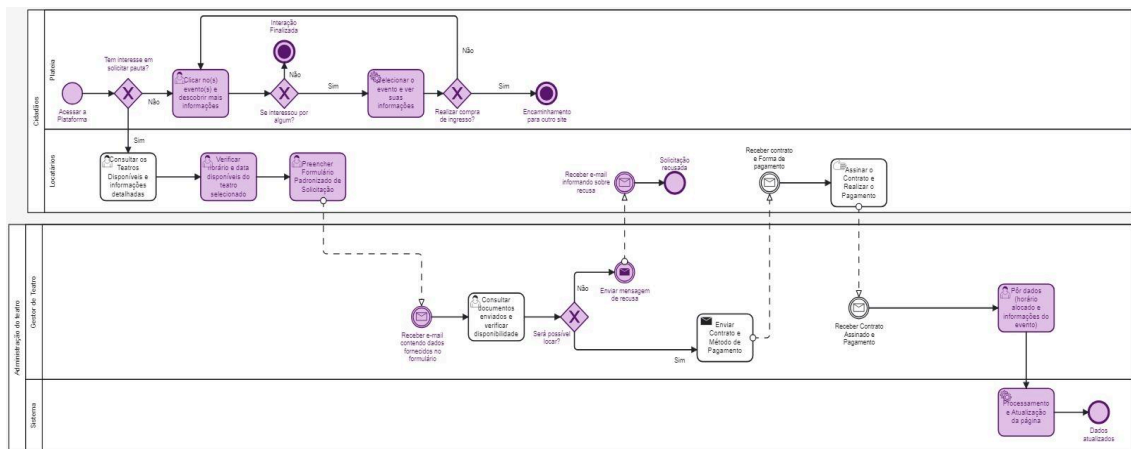 Cidadãos
Plateia
Acessar a
Plataforma
Tem interesse em
solicitar pauta?
Não
Sim
Clicar no(s)
evento(s) e
descobrir mais
informações
Interação
Finalizada
Não
Se interessou por
algum?
Sim
Selecionar o
evento e ver
suas
informações
Não
Realizar compra
de ingresso?
Sim
Encaminhamento
para outro site
Locatários
Consultar os
Teatros
Disponíveis e
informações
detalhadas
Verificar
horário e data
disponíveis do
teatro
selecionado
Preencher
Formulário
Padronizado de
Solicitação
Receber e-mail
informando sobre
recusa
Solicitação
recusada
Receber contrato
e Forma de
pagamento
Assinar o
Contrato e
Realizar o
Pagamento
Administração do teatro
Gestor de Teatro
Receber e-mail
contendo dados
fornecidos no
formulário
Consultar
documentos
enviados e
verificar
disponibilidade
Será possível
locar?
Não
Enviar mensagem
de recusa
Sim
Enviar
Contrato e
Método de
Pagamento
Receber Contrato
Assinado e
Pagamento
Pôr dados
(horário
alocado e
informações do
evento)
Sistema
Processamento
e Atualização
da página
Dados
atualizados